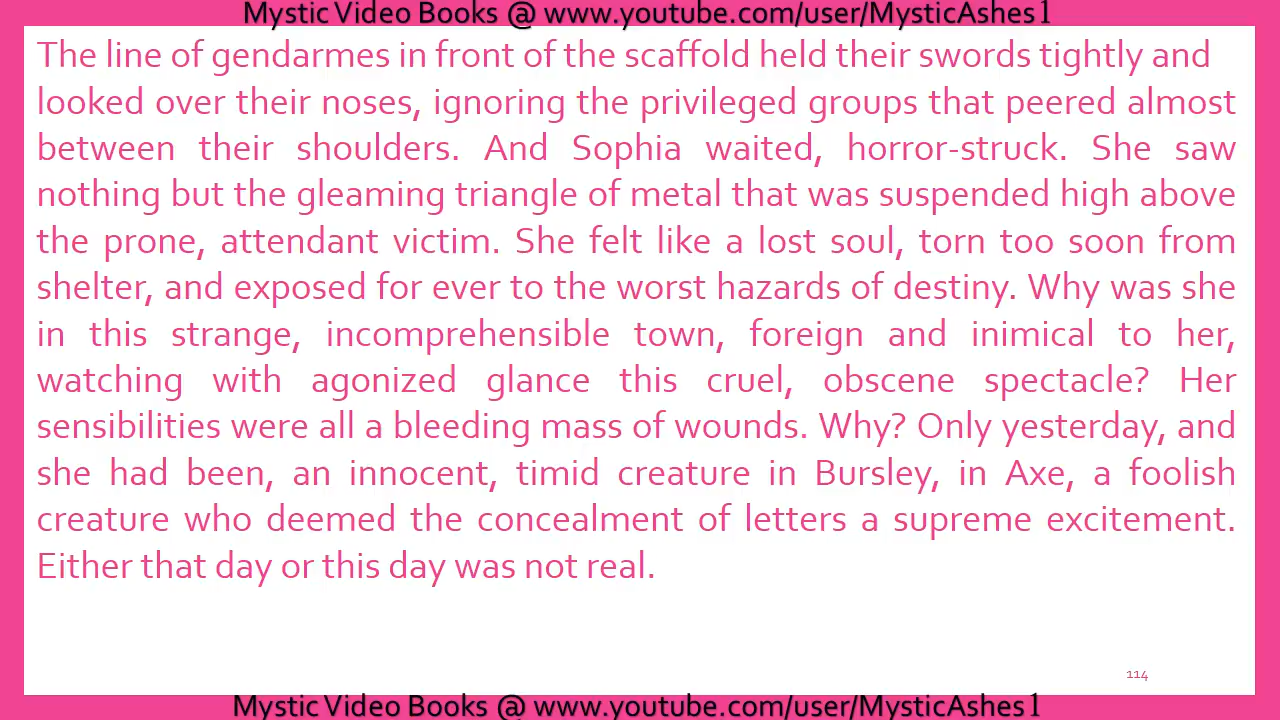 Mystic Video Books @ www.youtube.com/user/MysticAshes1
The line of gendarmes in front of the scaffold held their swords tightly and
looked over their noses, ignoring the privileged groups that peered almost
between their shoulders. And Sophia waited, horror-struck. She saw
nothing but the gleaming triangle of metal that was suspended high above
the prone, attendant victim. She felt like a lost soul, torn too soon from
shelter, and exposed for ever to the worst hazards of destiny. Why was she
in this strange, incomprehensible town, foreign and inimical to her,
watching with agonized glance this cruel, obscene spectacle? Her
sensibilities were all a bleeding mass of wounds. Why? Only yesterday, and
she had been, an innocent, timid creature in Bursley, in Axe, a foolish
creature who deemed the concealment of letters a supreme excitement.
Either that day or this day was not real.
114
Mystic Video Books @ www.youtube.com/user/MysticAshes1